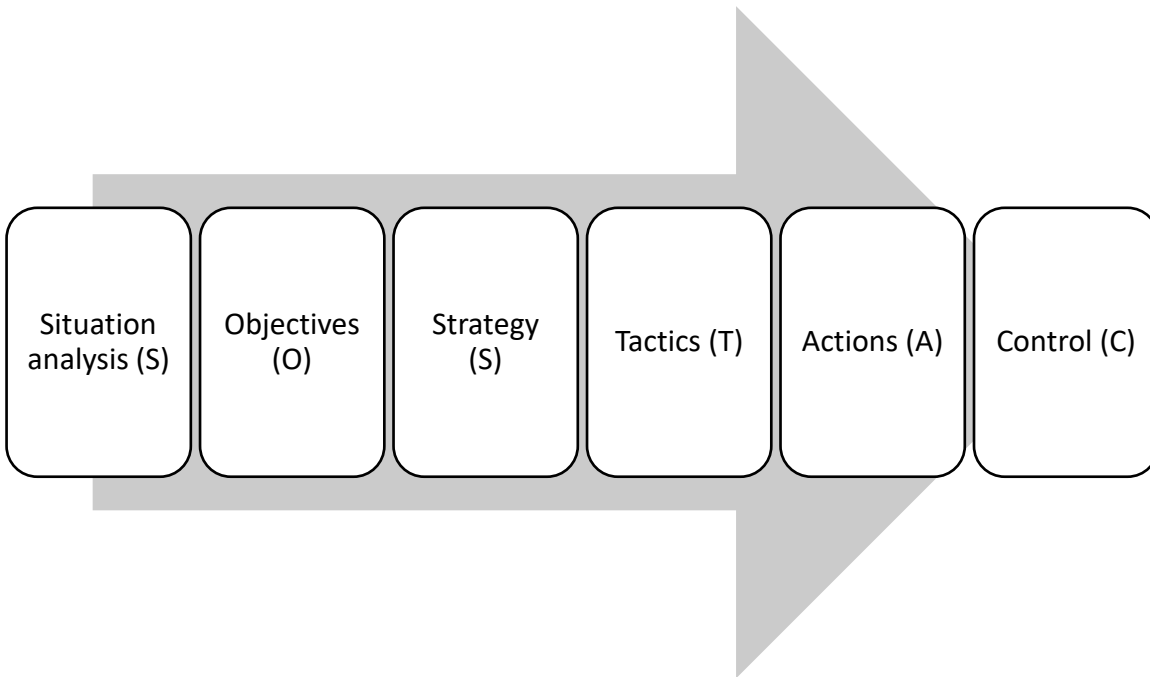 Situation
analysis (S)
Objectives
(O)
Strategy
(S)
Tactics (T)
Actions (A)
Control (C)